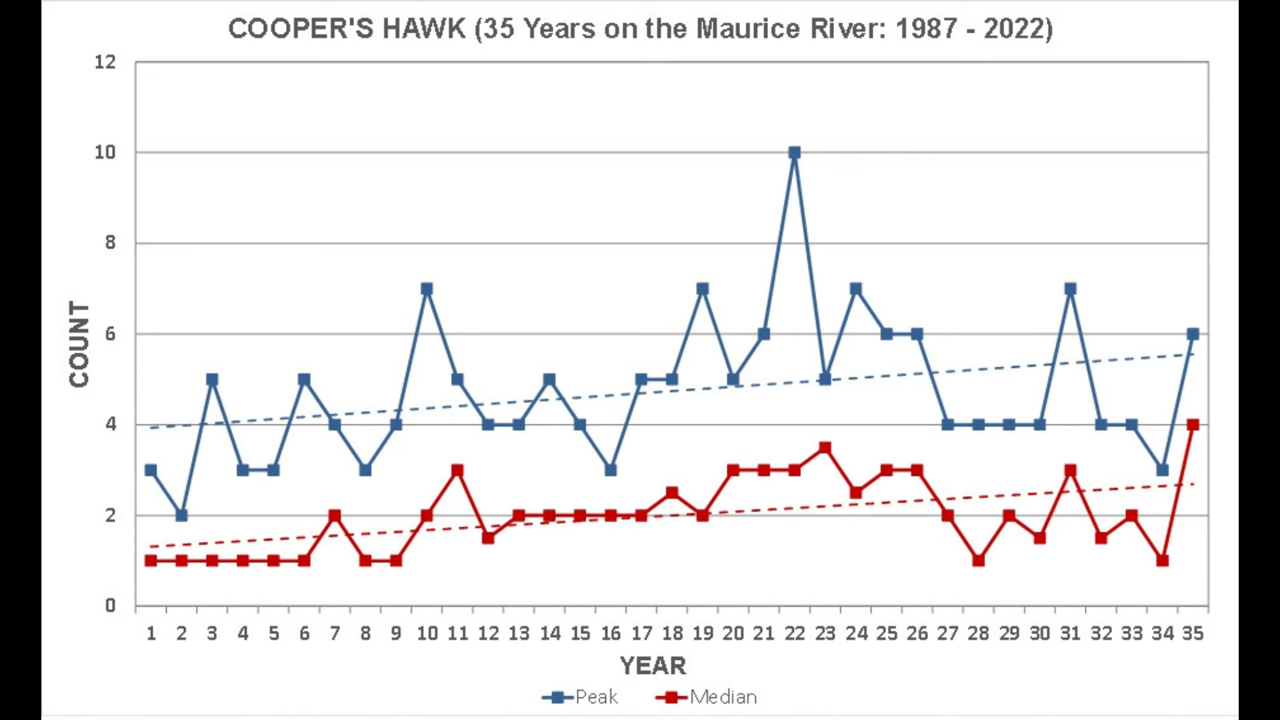 COOPER'S HAWK (35 Years on the Maurice River: 1987 - 2022)
12
10
8
6
4
2
0
COUNT
1 2 3 4 5 6 7 8 9 10 11 12 13 14 15 16 17 18 19 20 21 22 23 24 25 26 27 28 29 30 31 32 33 34 35
YEAR
Peak Median